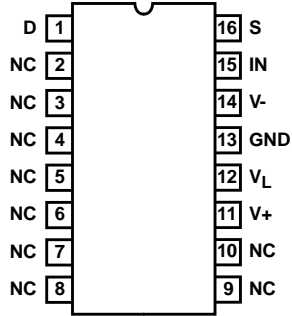 D 1 16 S
NC 2 15 IN
NC 3 14 V-
NC 4 13 GND
NC 5 12 VL
NC 6 11 V+
NC 7 10 NC
NC 8 9 NC